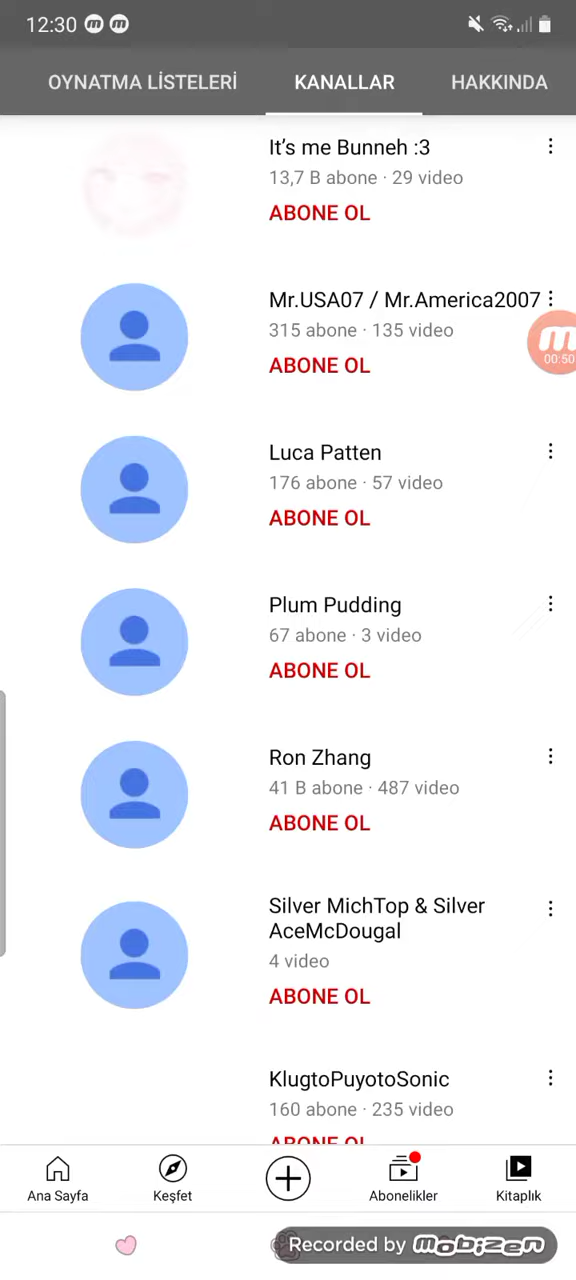 12:30
OYNATMA LİSTELERİ
KANALLAR
HAKKINDA
It's me Bunneh :3
13,7 B abone · 29 video
ABONE OL
Mr.USA07 / Mr.America2007
315 abone · 135 video
ABONE OL
00:50
Luca Patten
176 abone · 57 video
ABONE OL
Plum Pudding
67 abone · 3 video
ABONE OL
Ron Zhang
41 B abone · 487 video
ABONE OL
Silver MichTop & Silver
AceMcDougal
4 video
ABONE OL
KlugtoPuyotoSonic
160 abone · 235 video
ABONE OL
Ana Sayfa
Keşfet
Abonelikler
Kitaplık
Recorded by mobizen